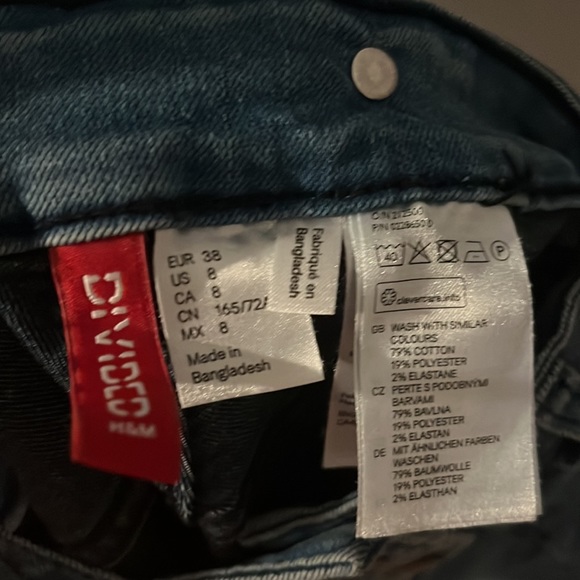 DIVIDED
H&M
EUR 38
US 8
CA 8
CN 165/72A
MX 8
Made in
Bangladesh
Fabriqué en
Bangladesh
40
P
clevercare.info
GB WASH WITH SIMILAR
COLOURS
79% COTTON
19% POLYESTER
2% ELASTANE
CZ PERTE S PODOBNÝMI
BARVAMI
79% BAVLNA
19% POLYESTER
2% ELASTAN
DE MIT ÄHNLICHEN FARBEN
WASCHEN
79% BAUMWOLLE
19% POLYESTER
2% ELASTHAN